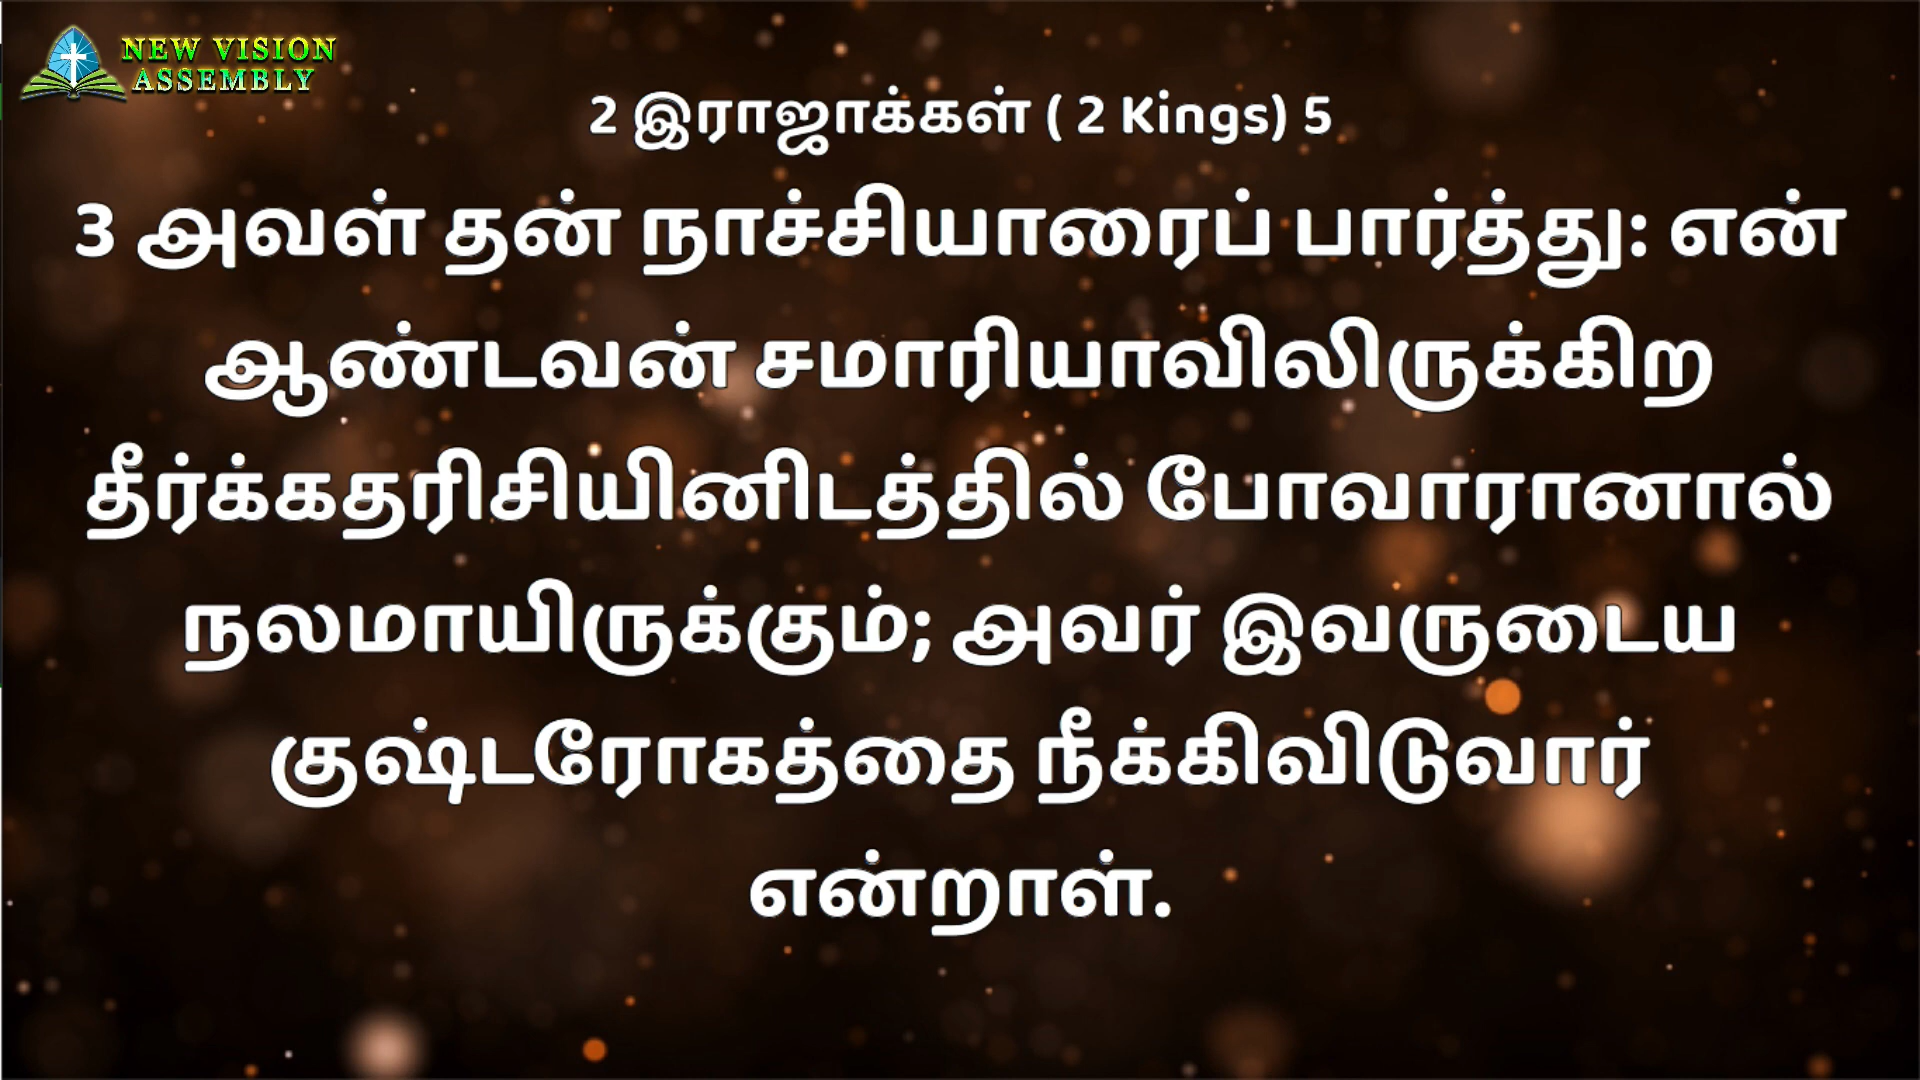 NEW VISION
ASSEMBLY
2 இராஜாக்கள் ( 2 Kings) 5
3 அவள் தன் நாச்சியாரைப் பார்த்து: என்
ஆண்டவன் சமாரியாவிலிருக்கிற
தீர்க்கதரிசியினிடத்தில் போவாரானால்
நலமாயிருக்கும்; அவர் இவருடைய
குஷ்டரோகத்தை நீக்கிவிடுவார்
என்றாள்.